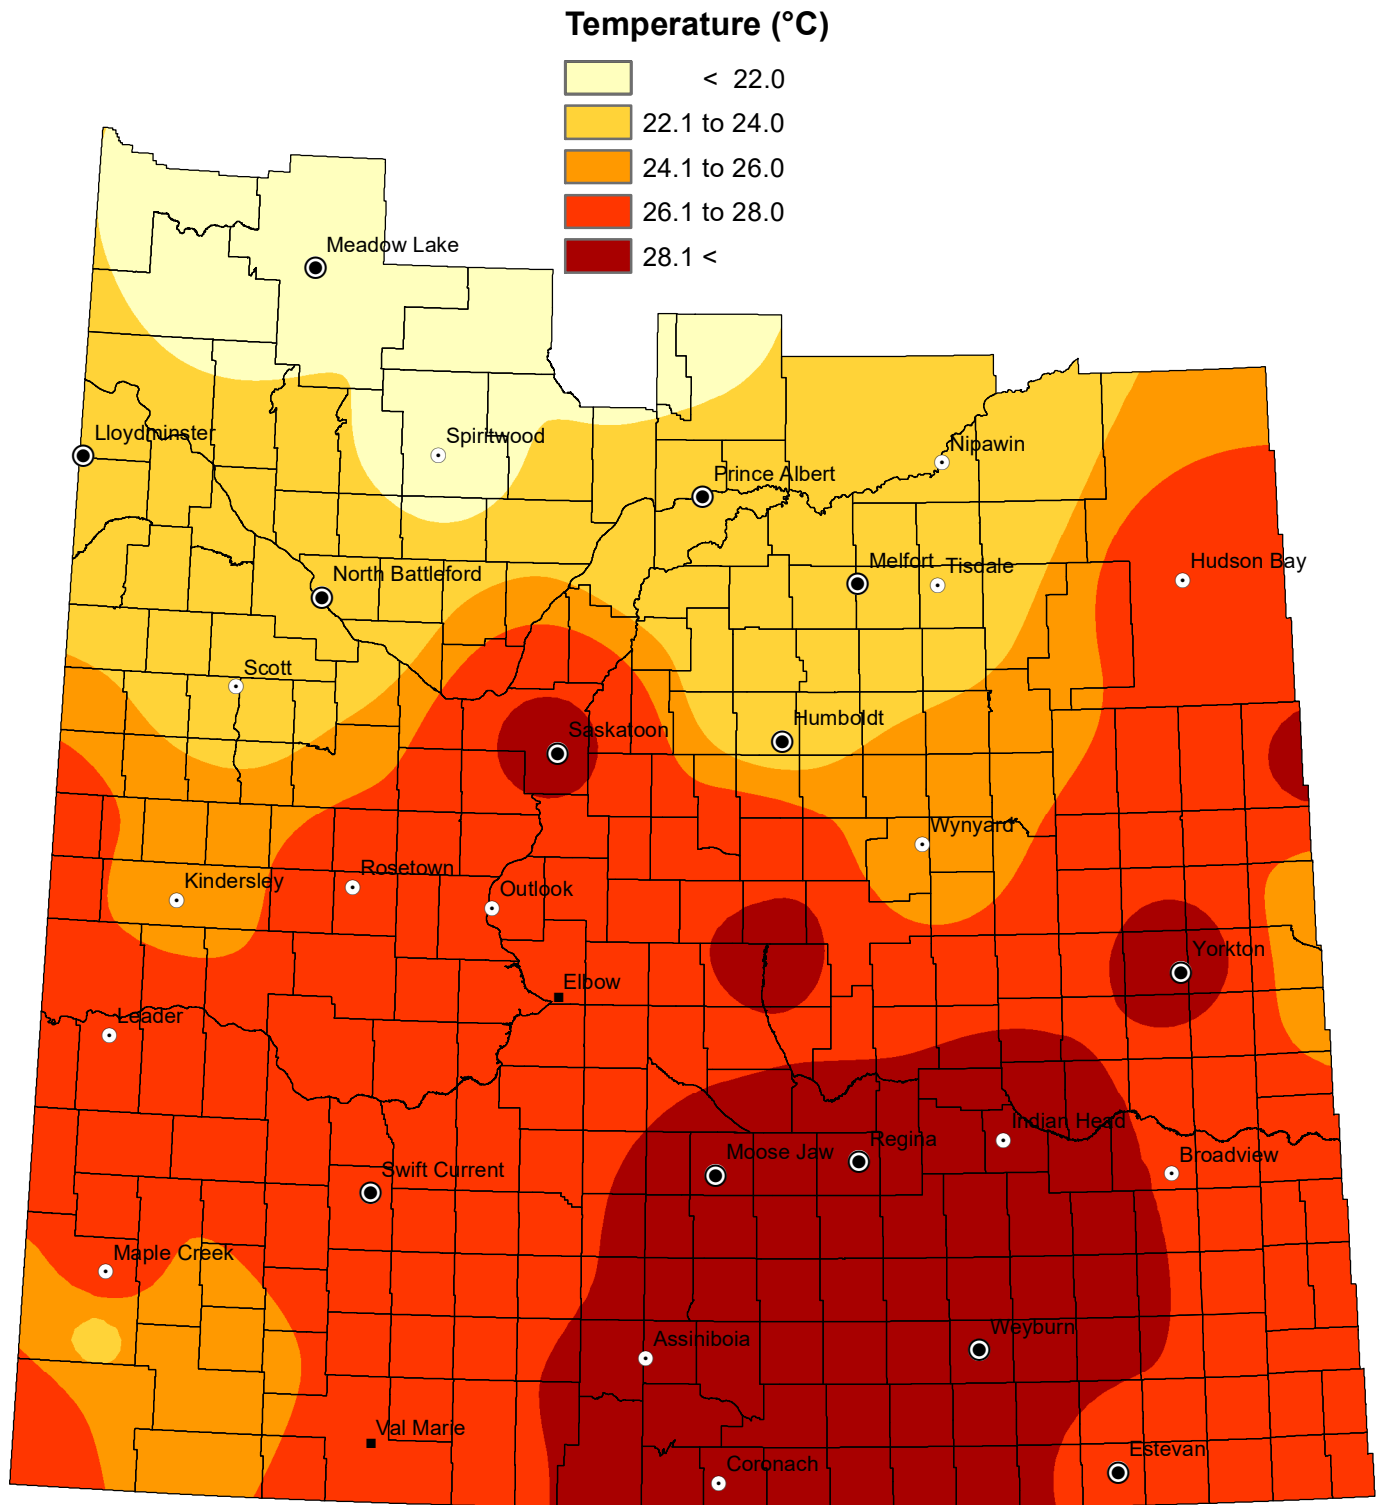 Temperature (°C)
< 22.0
22.1 to 24.0
24.1 to 26.0
26.1 to 28.0
28.1 <
Meadow Lake
Lloydminster
Spiritwood
Nipawin
Prince Albert
Melfort
Tisdale
Hudson Bay
North Battleford
Scott
Humboldt
Saskatoon
Wynyard
Rosetown
Kindersley
Outlook
Yorkton
Elbow
Leader
Indian Head
Regina
Moose Jaw
Broadview
Swift Current
Maple Creek
Weyburn
Assiniboia
Val Marie
Estevan
Coronach